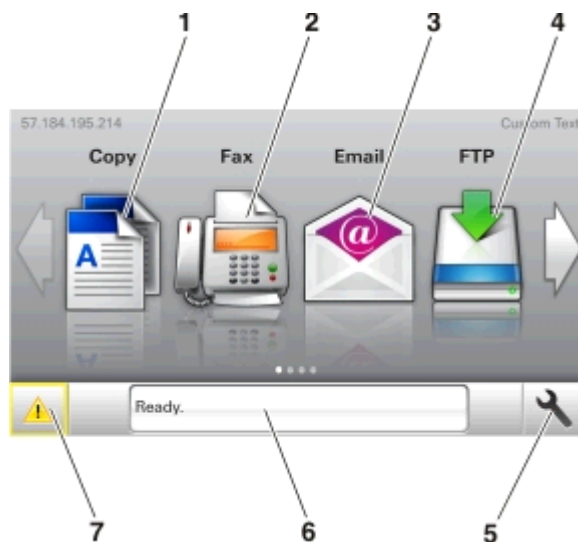 1 2 3 4
57.184.195.214 Custom Text
Copy Fax Email FTP
A @
Ready.
7 6 5